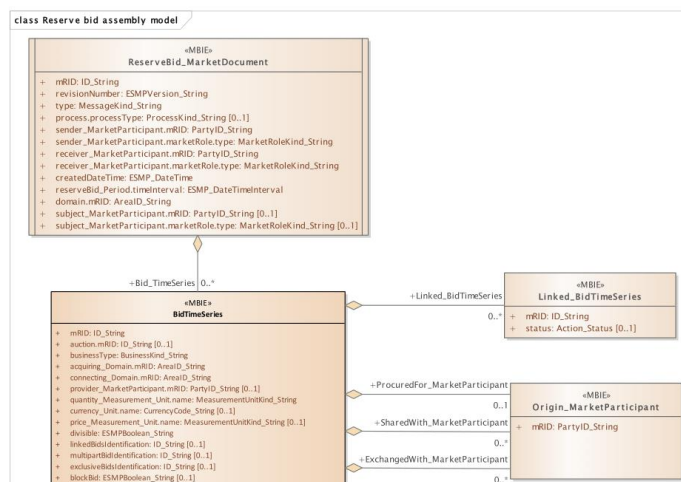 class Reserve bid assembly model
«MBIE»
ReserveBid_MarketDocument
+ mRID: ID_String
+ revisionNumber: ESMPVersion_String
+ type: MessageKind_String
+ process.processType: ProcessKind_String [0..1]
+ sender_MarketParticipant.mRID: PartyID_String
+ sender_MarketParticipant.marketRole.type: MarketRoleKind_String
+ receiver_MarketParticipant.mRID: PartyID_String
+ receiver_MarketParticipant.marketRole.type: MarketRoleKind_String
+ createdDateTime: ESMP_DateTime
+ reserveBid_Period.timeInterval: ESMP_DateTimeInterval
+ domain.mRID: AreaID_String
+ subject_MarketParticipant.mRID: PartyID_String [0..1]
+ subject_MarketParticipant.marketRole.type: MarketRoleKind_String [0..1]
+Bid_TimeSeries 0..*
«MBIE»
BidTimeSeries
+ mRID: ID_String
+ auction.mRID: ID_String [0..1]
+ businessType: BusinessKind_String
+ acquiring_Domain.mRID: AreaID_String
+ connecting_Domain.mRID: AreaID_String
+ provider_MarketParticipant.mRID: PartyID_String [0..1]
+ quantity_Measurement_Unit.name: MeasurementUnitKind_String
+ currency_Unit.name: CurrencyCode_String [0..1]
+ price_Measurement_Unit.name: MeasurementUnitKind_String [0..1]
+ divisible: ESMPBoolean_String
+ linkedBidsIdentification: ID_String [0..1]
+ multipartBidIdentification: ID_String [0..1]
+ exclusiveBidsIdentification: ID_String [0..1]
+ blockBid: ESMPBoolean_String [0..1]
+Linked_BidTimeSeries
0..*
«MBIE»
Linked_BidTimeSeries
+ mRID: ID_String
+ status: Action_Status [0..1]
+ProcuredFor_MarketParticipant
0..1
+SharedWith_MarketParticipant
0..*
+ExchangedWith_MarketParticipant
0..*
«MBIE»
Origin_MarketParticipant
+ mRID: PartyID_String